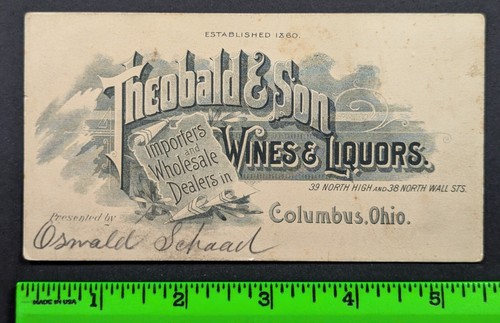 ESTABLISHED 1860
Theobald & Son
Importers
and
Wholesale
Dealers in
Wines & Liquors.
39 North High and 38 North Wall Sts.
Columbus, Ohio.
Presented by
Oswald Schaad
MADE IN USA 1 2 3 4 5